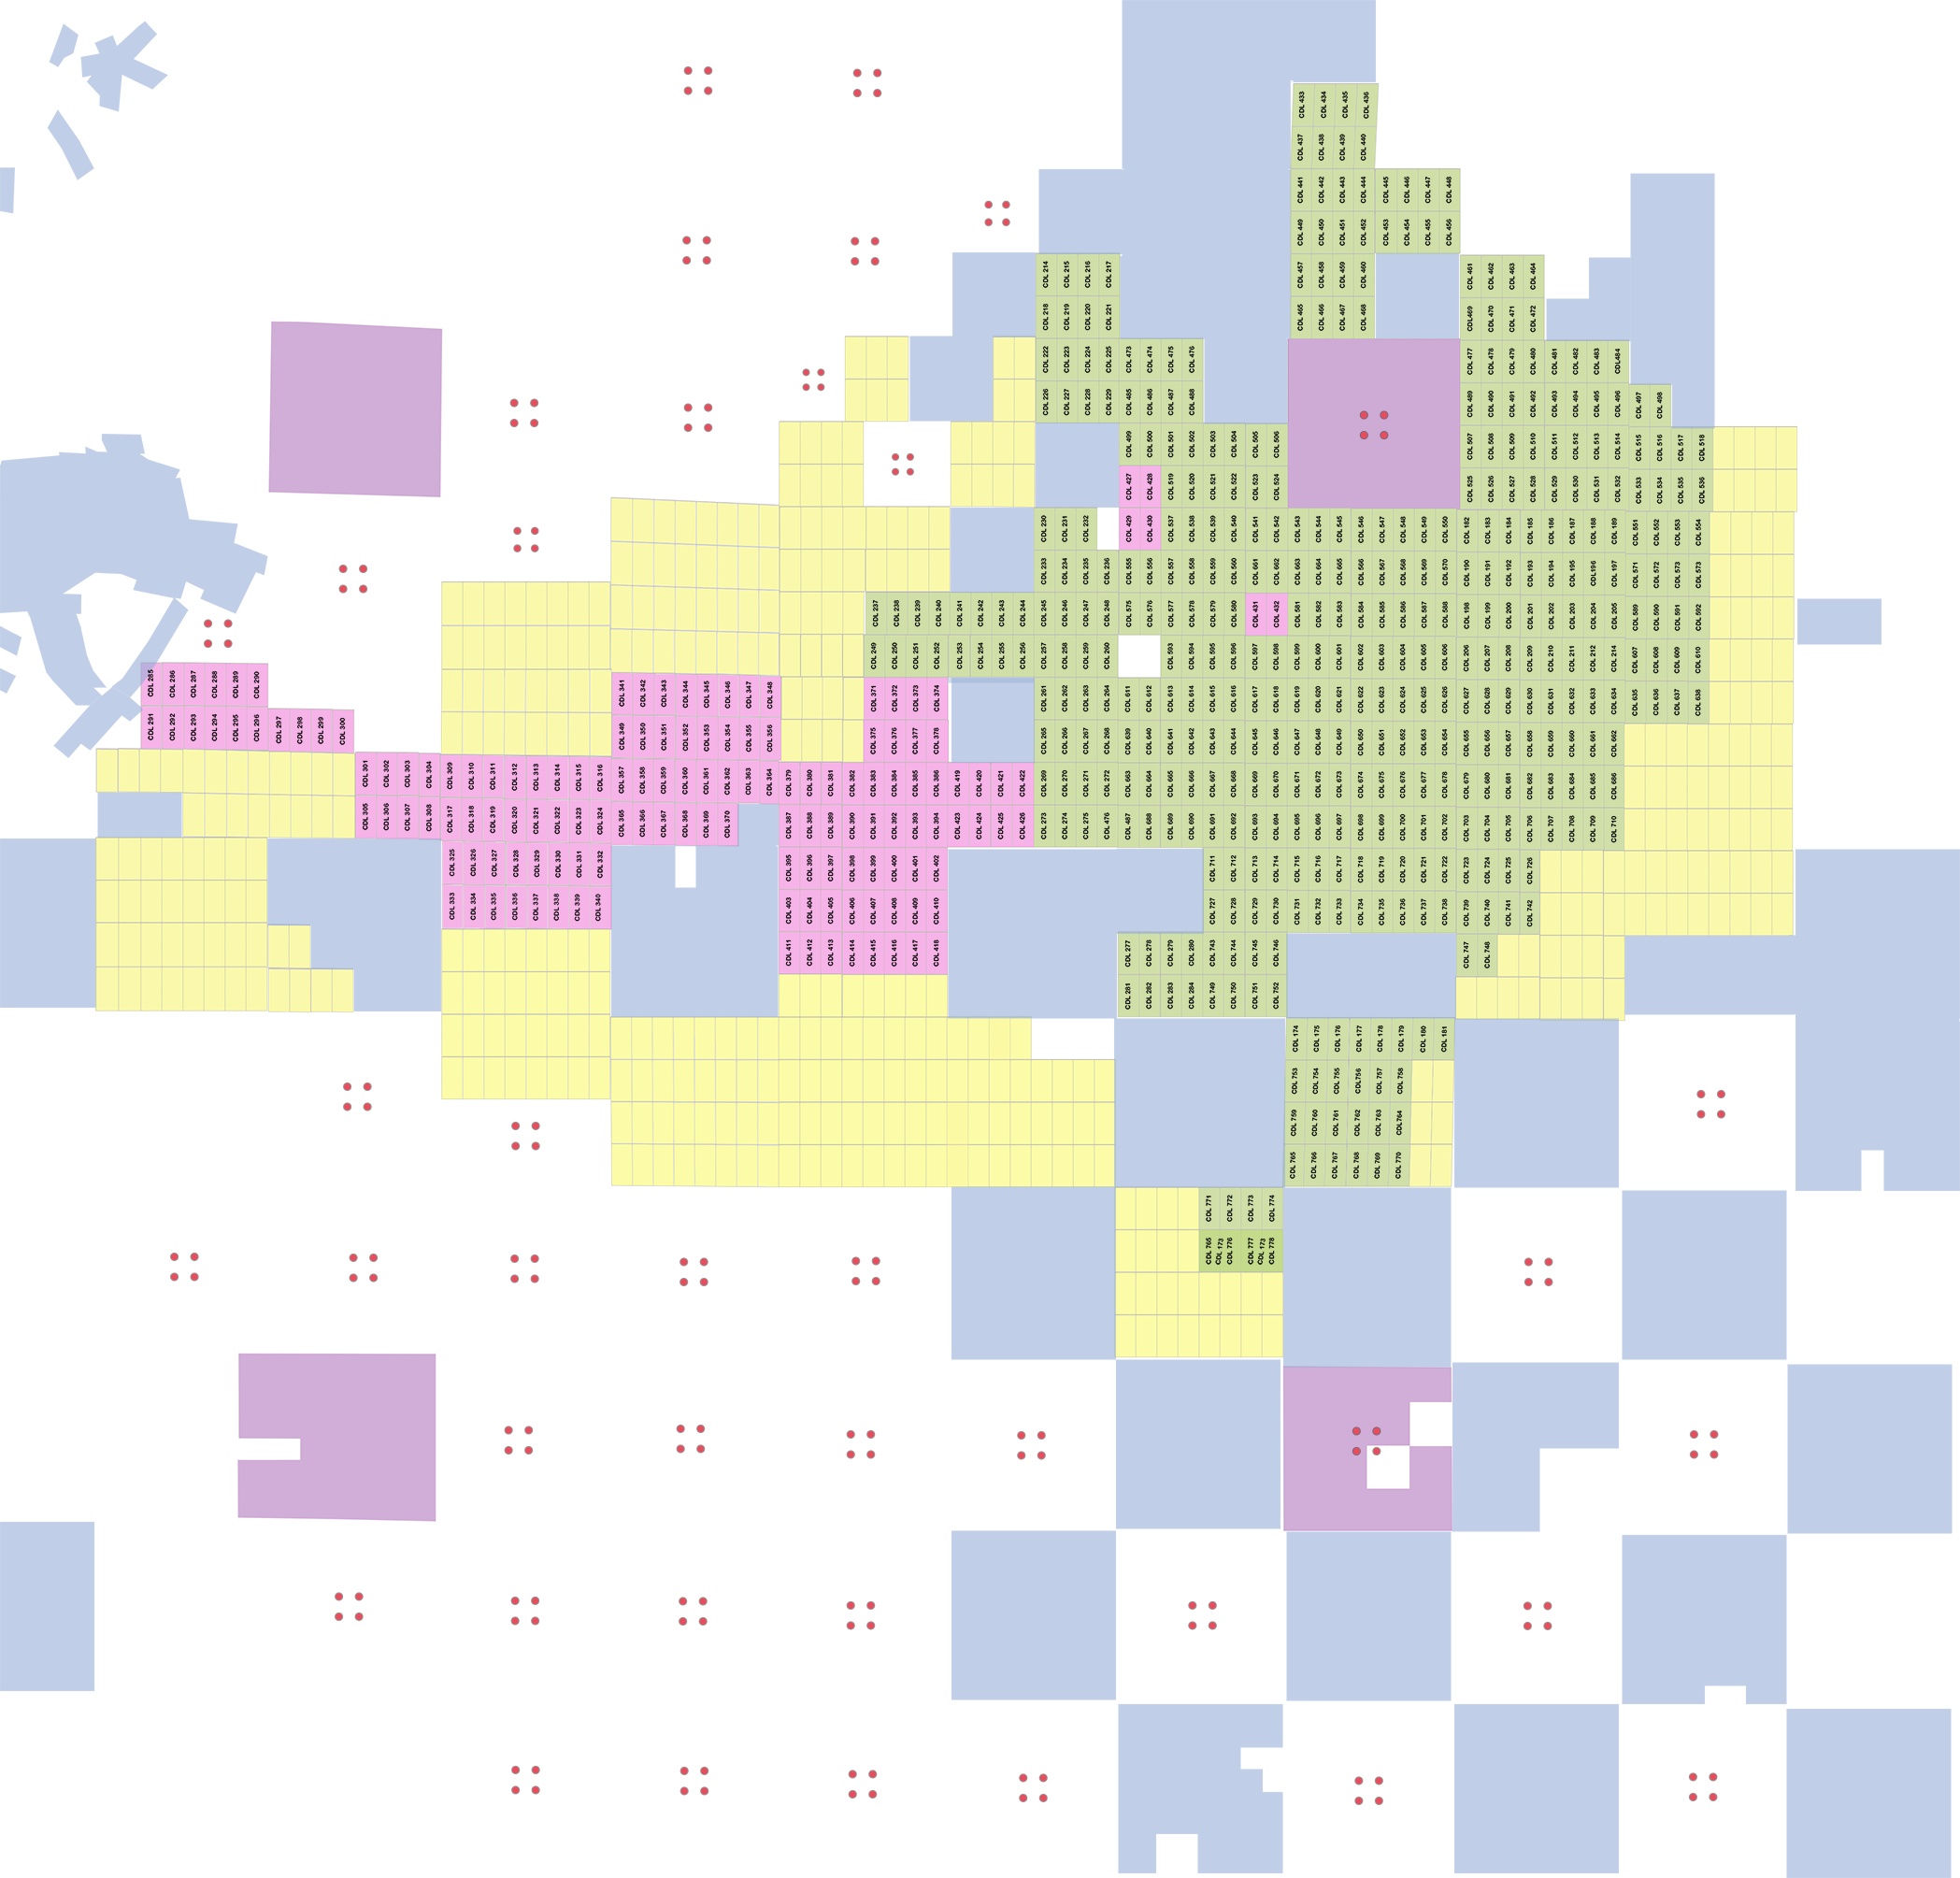 CDL 433 CDL 434 CDL 435 CDL 436
CDL 437 CDL 438 CDL 439 CDL 440
CDL 441 CDL 442 CDL 443 CDL 444 CDL 445 CDL 446 CDL 447 CDL 448
CDL 449 CDL 450 CDL 451 CDL 452 CDL 453 CDL 454 CDL 455 CDL 456
CDL 214 CDL 215 CDL 216 CDL 217 CDL 457 CDL 458 CDL 459 CDL 460 CDL 461 CDL 462 CDL 463 CDL 464
CDL 218 CDL 219 CDL 220 CDL 221 CDL 465 CDL 466 CDL 467 CDL 468 CDL469 CDL 470 CDL 471 CDL 472
CDL 222 CDL 223 CDL 224 CDL 225 CDL 473 CDL 474 CDL 475 CDL 476 CDL 477 CDL 478 CDL 479 CDL 480 CDL 481 CDL 482 CDL 483 CDL484
CDL 226 CDL 227 CDL 228 CDL 229 CDL 485 CDL 486 CDL 487 CDL 488 CDL 489 CDL 490 CDL 491 CDL 492 CDL 493 CDL 494 CDL 495 CDL 496 CDL 497 CDL 498
CDL 499 CDL 500 CDL 501 CDL 502 CDL 503 CDL 504 CDL 505 CDL 506 CDL 507 CDL 508 CDL 509 CDL 510 CDL 511 CDL 512 CDL 513 CDL 514 CDL 515 CDL 516 CDL 517 CDL 518
CDL 427 CDL 428 CDL 519 CDL 520 CDL 521 CDL 522 CDL 523 CDL 524 CDL 525 CDL 526 CDL 527 CDL 528 CDL 529 CDL 530 CDL 531 CDL 532 CDL 533 CDL 534 CDL 535 CDL 536
CDL 230 CDL 231 CDL 232 CDL 429 CDL 430 CDL 537 CDL 538 CDL 539 CDL 540 CDL 541 CDL 542 CDL 543 CDL 544 CDL 545 CDL 546 CDL 547 CDL 548 CDL 549 CDL 550 CDL 182 CDL 183 CDL 184 CDL 185 CDL 186 CDL 187 CDL 188 CDL 189 CDL 551 CDL 552 CDL 553 CDL 554
CDL 233 CDL 234 CDL 235 CDL 236 CDL 555 CDL 556 CDL 557 CDL 558 CDL 559 CDL 560 CDL 661 CDL 662 CDL 663 CDL 664 CDL 665 CDL 566 CDL 567 CDL 568 CDL 569 CDL 570 CDL 190 CDL 191 CDL 192 CDL 193 CDL 194 CDL 195 CDL196 CDL 197 CDL 571 CDL 572 CDL 573 CDL 573
CDL 237 CDL 238 CDL 239 CDL 240 CDL 241 CDL 242 CDL 243 CDL 244 CDL 245 CDL 246 CDL 247 CDL 248 CDL 575 CDL 576 CDL 577 CDL 578 CDL 579 CDL 580 CDL 431 CDL 432 CDL 581 CDL 582 CDL 583 CDL 584 CDL 585 CDL 586 CDL 587 CDL 588 CDL 198 CDL 199 CDL 200 CDL 201 CDL 202 CDL 203 CDL 204 CDL 205 CDL 589 CDL 590 CDL 591 CDL 592
CDL 249 CDL 250 CDL 251 CDL 252 CDL 253 CDL 254 CDL 255 CDL 256 CDL 257 CDL 258 CDL 259 CDL 260 CDL 593 CDL 594 CDL 595 CDL 596 CDL 597 CDL 598 CDL 599 CDL 600 CDL 601 CDL 602 CDL 603 CDL 604 CDL 605 CDL 606 CDL 206 CDL 207 CDL 208 CDL 209 CDL 210 CDL 211 CDL 212 CDL 214 CDL 607 CDL 608 CDL 609 CDL 610
CDL 285 CDL 286 CDL 287 CDL 288 CDL 289 CDL 290 CDL 341 CDL 342 CDL 343 CDL 344 CDL 345 CDL 346 CDL 347 CDL 348 CDL 371 CDL 372 CDL 373 CDL 374 CDL 261 CDL 262 CDL 263 CDL 264 CDL 611 CDL 612 CDL 613 CDL 614 CDL 615 CDL 616 CDL 617 CDL 618 CDL 619 CDL 620 CDL 621 CDL 622 CDL 623 CDL 624 CDL 625 CDL 626 CDL 627 CDL 628 CDL 629 CDL 630 CDL 631 CDL 632 CDL 633 CDL 634 CDL 635 CDL 636 CDL 637 CDL 638
CDL 291 CDL 292 CDL 293 CDL 294 CDL 295 CDL 296 CDL 297 CDL 298 CDL 299 CDL 300 CDL 349 CDL 350 CDL 351 CDL 352 CDL 353 CDL 354 CDL 355 CDL 356 CDL 375 CDL 376 CDL 377 CDL 378 CDL 265 CDL 266 CDL 267 CDL 268 CDL 639 CDL 640 CDL 641 CDL 642 CDL 643 CDL 644 CDL 645 CDL 646 CDL 647 CDL 648 CDL 649 CDL 650 CDL 651 CDL 652 CDL 653 CDL 654 CDL 655 CDL 656 CDL 657 CDL 658 CDL 659 CDL 660 CDL 661 CDL 662
CDL 301 CDL 302 CDL 303 CDL 304 CDL 309 CDL 310 CDL 311 CDL 312 CDL 313 CDL 314 CDL 315 CDL 316 CDL 357 CDL 358 CDL 359 CDL 360 CDL 361 CDL 362 CDL 363 CDL 364 CDL 379 CDL 380 CDL 381 CDL 382 CDL 383 CDL 384 CDL 385 CDL 386 CDL 419 CDL 420 CDL 421 CDL 422 CDL 269 CDL 270 CDL 271 CDL 272 CDL 663 CDL 664 CDL 665 CDL 666 CDL 667 CDL 668 CDL 669 CDL 670 CDL 671 CDL 672 CDL 673 CDL 674 CDL 675 CDL 676 CDL 677 CDL 678 CDL 679 CDL 680 CDL 681 CDL 682 CDL 683 CDL 684 CDL 685 CDL 686
CDL 305 CDL 306 CDL 307 CDL 308 CDL 317 CDL 318 CDL 319 CDL 320 CDL 321 CDL 322 CDL 323 CDL 324 CDL 365 CDL 366 CDL 367 CDL 368 CDL 369 CDL 370 CDL 387 CDL 388 CDL 389 CDL 390 CDL 391 CDL 392 CDL 393 CDL 394 CDL 423 CDL 424 CDL 425 CDL 426 CDL 273 CDL 274 CDL 275 CDL 476 CDL 487 CDL 688 CDL 689 CDL 690 CDL 691 CDL 692 CDL 693 CDL 694 CDL 695 CDL 696 CDL 697 CDL 698 CDL 699 CDL 700 CDL 701 CDL 702 CDL 703 CDL 704 CDL 705 CDL 706 CDL 707 CDL 708 CDL 709 CDL 710
CDL 325 CDL 326 CDL 327 CDL 328 CDL 329 CDL 330 CDL 331 CDL 332 CDL 395 CDL 396 CDL 397 CDL 398 CDL 399 CDL 400 CDL 401 CDL 402 CDL 711 CDL 712 CDL 713 CDL 714 CDL 715 CDL 716 CDL 717 CDL 718 CDL 719 CDL 720 CDL 721 CDL 722 CDL 723 CDL 724 CDL 725 CDL 726
CDL 333 CDL 334 CDL 335 CDL 336 CDL 337 CDL 338 CDL 339 CDL 340 CDL 403 CDL 404 CDL 405 CDL 406 CDL 407 CDL 408 CDL 409 CDL 410 CDL 727 CDL 728 CDL 729 CDL 730 CDL 731 CDL 732 CDL 733 CDL 734 CDL 735 CDL 736 CDL 737 CDL 738 CDL 739 CDL 740 CDL 741 CDL 742
CDL 411 CDL 412 CDL 413 CDL 414 CDL 415 CDL 416 CDL 417 CDL 418 CDL 277 CDL 278 CDL 279 CDL 280 CDL 743 CDL 744 CDL 745 CDL 746 CDL 747 CDL 748
CDL 281 CDL 282 CDL 283 CDL 284 CDL 749 CDL 750 CDL 751 CDL 752
CDL 174 CDL 175 CDL 176 CDL 177 CDL 178 CDL 179 CDL 180 CDL 181
CDL 753 CDL 754 CDL 755 CDL756 CDL 757 CDL 758
CDL 759 CDL 760 CDL 761 CDL 762 CDL 763 CDL764
CDL 765 CDL 766 CDL 767 CDL 768 CDL 769 CDL 770
CDL 771 CDL 772 CDL 773 CDL 774
CDL 765 CDL 173 CDL 776 CDL 777 CDL 173 CDL 778